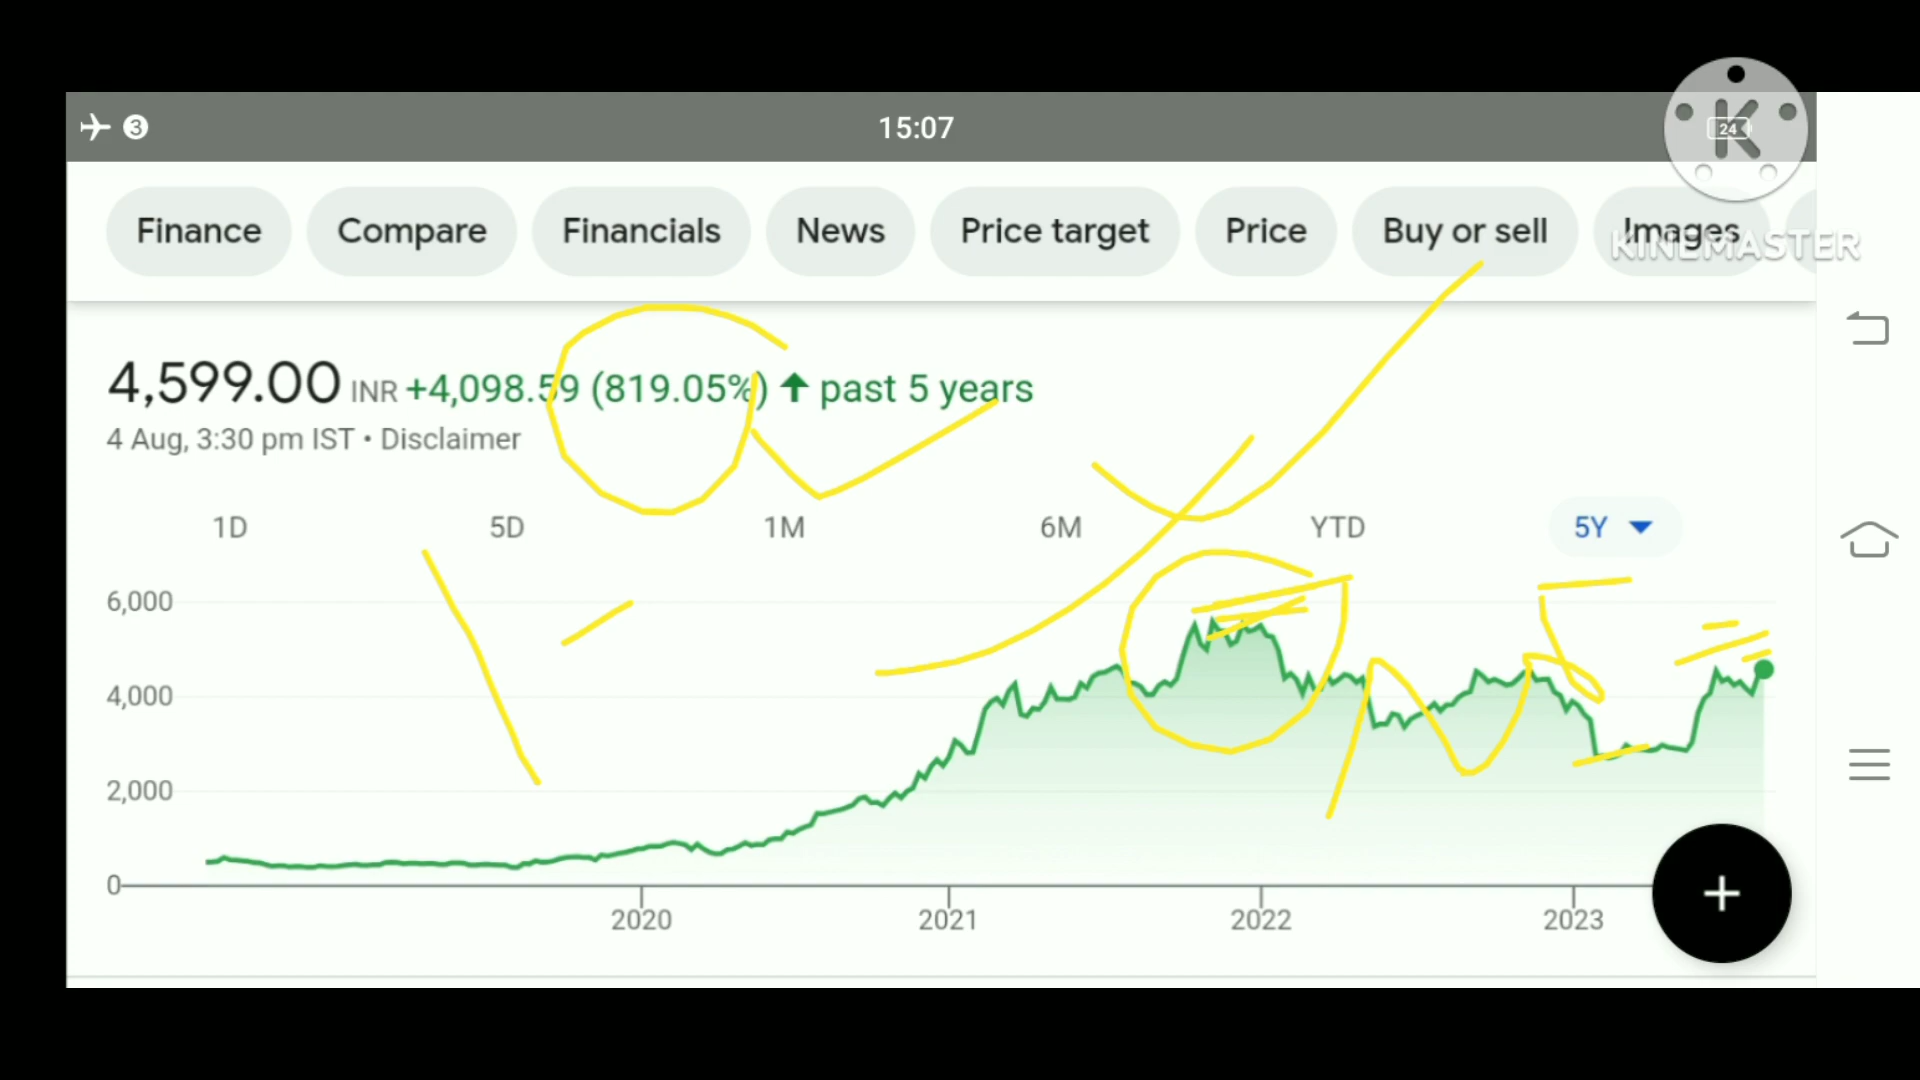 3 15:07 24
K
Finance Compare Financials News Price target Price Buy or sell Images
KINEMASTER
4,599.00 INR +4,098.59 (819.05%) ↑ past 5 years
4 Aug, 3:30 pm IST • Disclaimer
1D 5D 1M 6M YTD 5Y
6,000
4,000
2,000
0
2020 2021 2022 2023
+